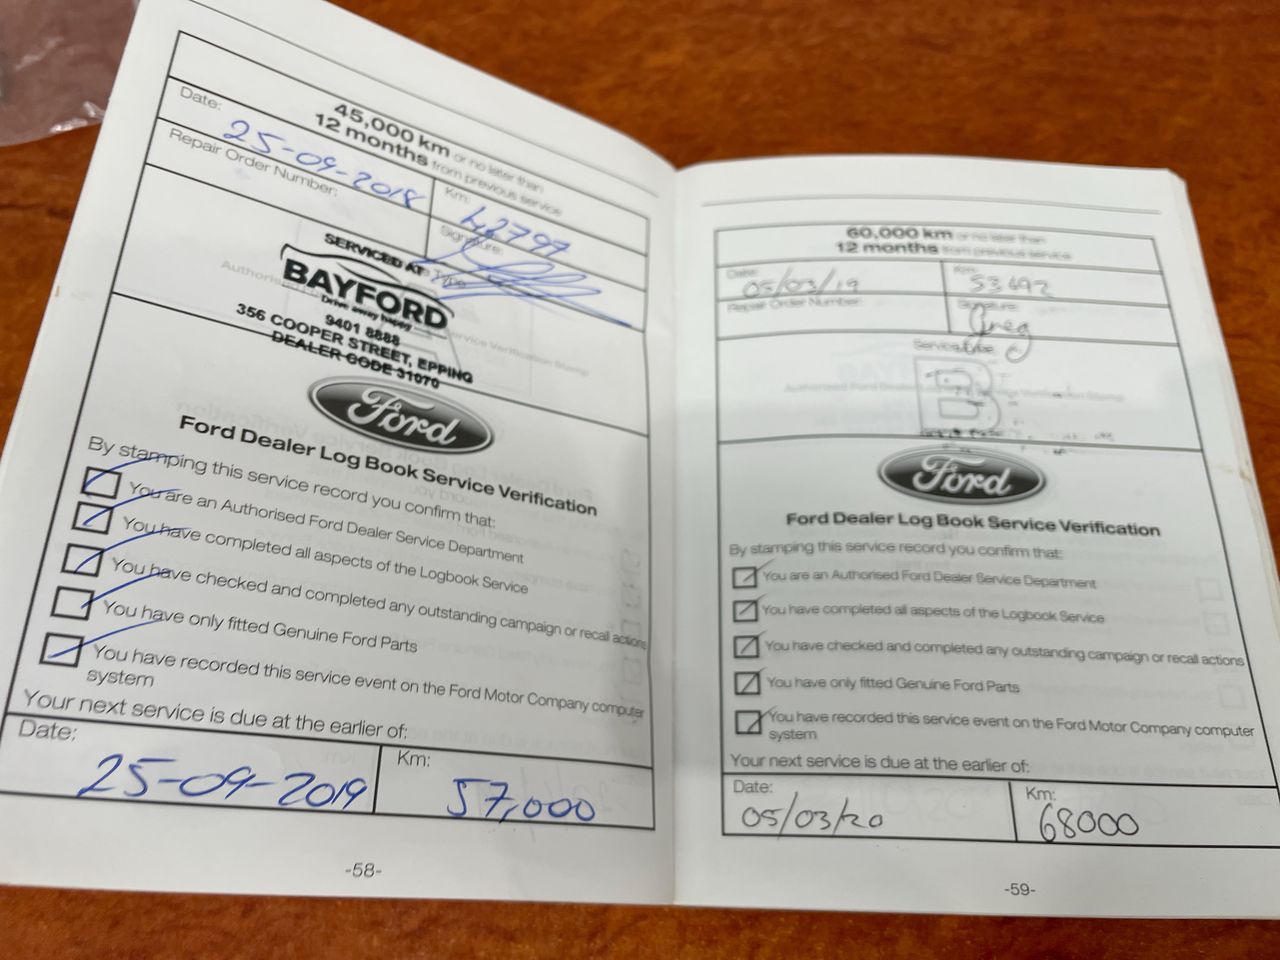 45,000 km or no later than
12 months from previous service
Date: 25-09-2018
Km: 42797
Repair Order Number:
Signature:
SERVICED AT
BAYFORD
Drive away happy
9401 8888
356 COOPER STREET, EPPING
DEALER CODE 31070
Ford
Ford Dealer Log Book Service Verification
By stamping this service record you confirm that:
You are an Authorised Ford Dealer Service Department
You have completed all aspects of the Logbook Service
You have checked and completed any outstanding campaign or recall actions
You have only fitted Genuine Ford Parts
You have recorded this service event on the Ford Motor Company computer
system
Your next service is due at the earlier of:
Date: 25-09-2019
Km: 57,000
-58-
60,000 km or no later than
12 months from previous service
Date: 05/03/19
Km: 53492
Repair Order Number:
Signature: Greg
Service Type
B
Ford
Ford Dealer Log Book Service Verification
By stamping this service record you confirm that:
You are an Authorised Ford Dealer Service Department
You have completed all aspects of the Logbook Service
You have checked and completed any outstanding campaign or recall actions
You have only fitted Genuine Ford Parts
You have recorded this service event on the Ford Motor Company computer
system
Your next service is due at the earlier of:
Date: 05/03/20
Km: 68000
-59-